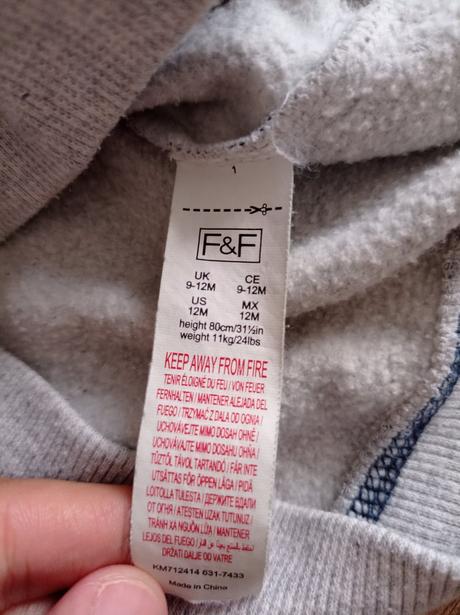 1
F&F
UK CE
9-12M 9-12M
US MX
12M 12M
height 80cm/31½in
weight 11kg/24lbs
KEEP AWAY FROM FIRE
TENIR ÉLOIGNÉ DU FEU / VON FEUER
FERNHALTEN / MANTENER ALEJADA DEL
FUEGO / TRZYMAĆ Z DALA OD OGNIA /
UCHOVÁVEJTE MIMO DOSAH OHNĚ /
UCHOVÁVAJTE MIMO DOSAHU OHŇA /
TŰZTŐL TÁVOL TARTANDÓ / FÅR INTE
UTSÄTTAS FÖR ÖPPEN LÅGA / PIDÄ
LOITOLLA TULESTA / ДЕРЖИТЕ ВДАЛИ
ОТ ОГНЯ / ATEŞTEN UZAK TUTUNUZ /
TRÁNH XA NGUỒN LỬA / MANTENER
LEJOS DEL FUEGO /
DRŽATI DALJE OD VATRE
KM712414 631-7433
Made in China